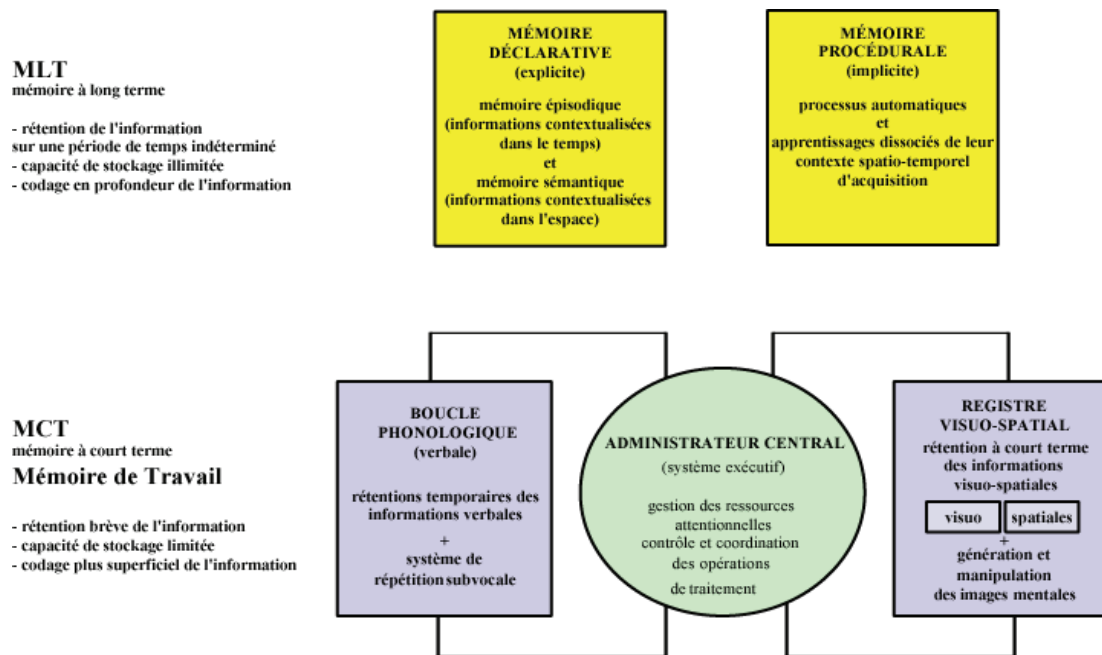 MLT
mémoire à long terme
- rétention de l'information
sur une période de temps indéterminé
- capacité de stockage illimitée
- codage en profondeur de l'information
MÉMOIRE
DÉCLARATIVE
(explicite)
mémoire épisodique
(informations contextualisées
dans le temps)
et
mémoire sémantique
(informations contextualisées
dans l'espace)
MÉMOIRE
PROCÉDURALE
(implicite)
processus automatiques
et
apprentissages dissociés de leur
contexte spatio-temporel
d'acquisition
MCT
mémoire à court terme
Mémoire de Travail
- rétention brève de l'information
- capacité de stockage limitée
- codage plus superficiel de l'information
BOUCLE
PHONOLOGIQUE
(verbale)
rétentions temporaires des
informations verbales
+
système de
répétition subvocale
ADMINISTRATEUR CENTRAL
(système exécutif)
gestion des ressources
attentionnelles
contrôle et coordination
des opérations
de traitement
REGISTRE
VISUO-SPATIAL
rétention à court terme
des informations
visuo-spatiales
visuo spatiales
+
génération et
manipulation
des images mentales